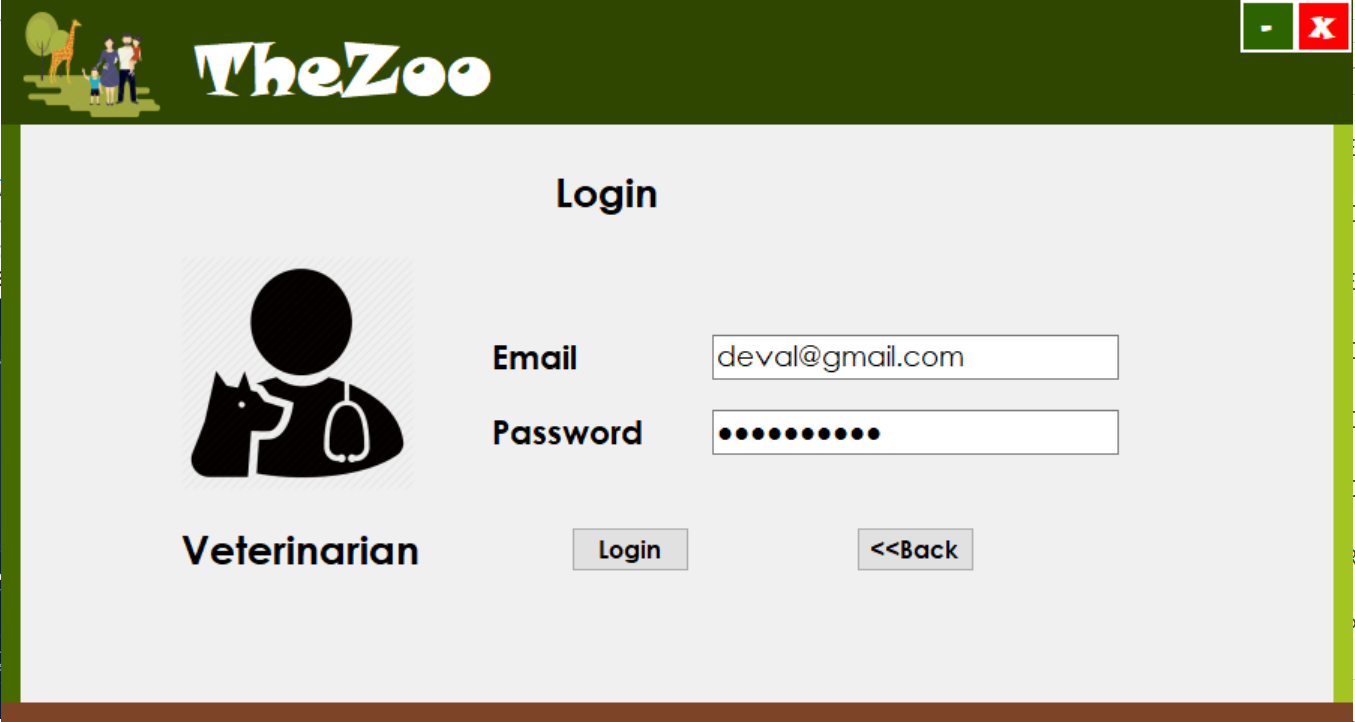 TheZoo
-
X
Login
Email
deval@gmail.com
Password
••••••••••
Veterinarian
Login
<<Back